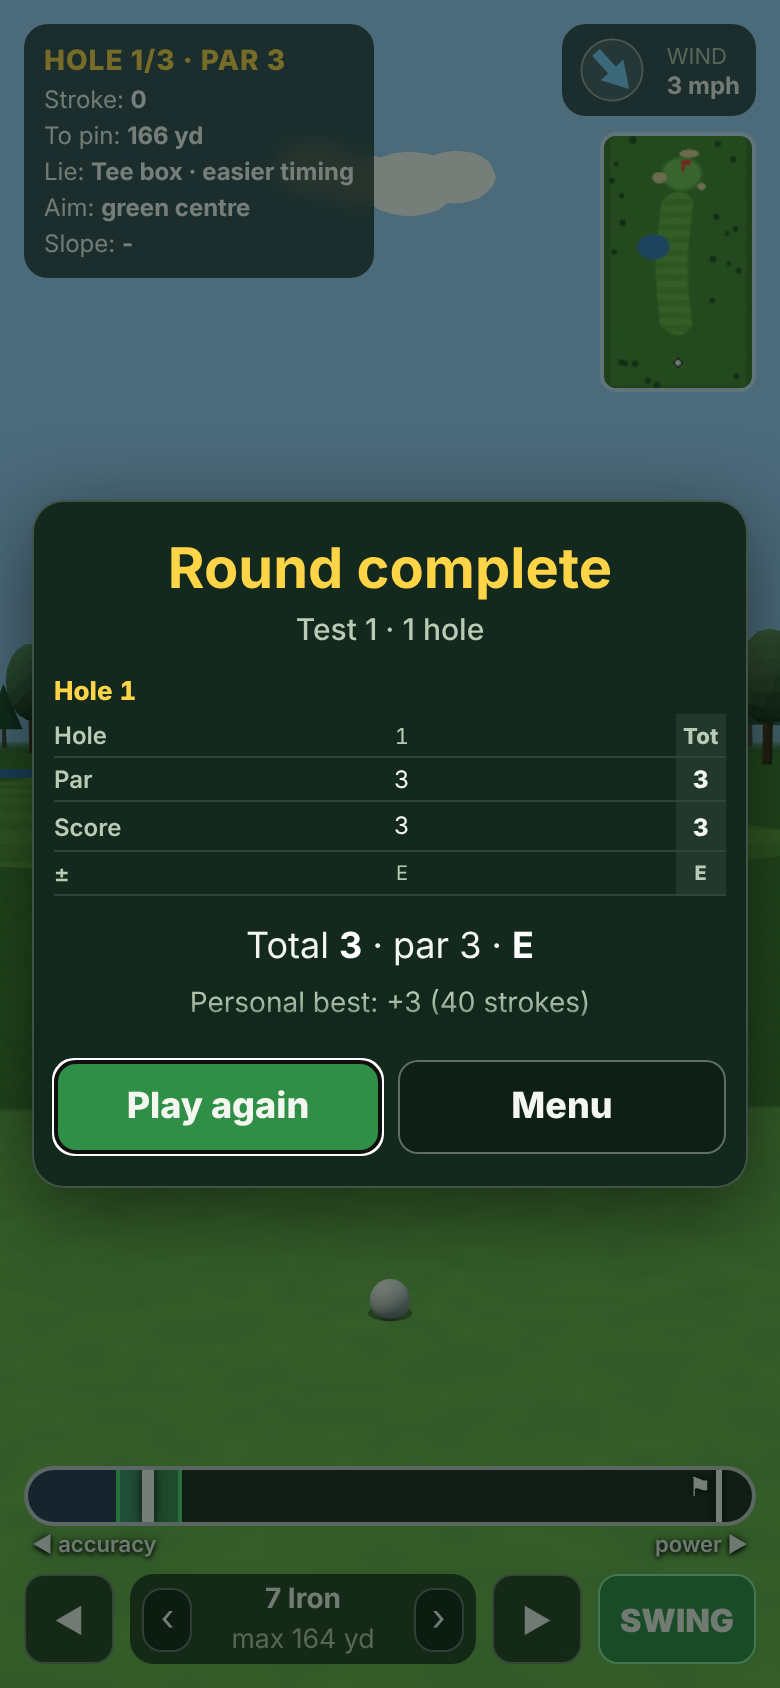 HOLE 1/3 · PAR 3
Stroke: 0
To pin: 166 yd
Lie: Tee box · easier timing
Aim: green centre
Slope: -
WIND
3 mph
Round complete
Test 1 · 1 hole
Hole 1
Hole 1 Tot
Par 3 3
Score 3 3
± E E
Total 3 · par 3 · E
Personal best: +3 (40 strokes)
Play again
Menu
◀ accuracy
power ▶
◀
‹
7 Iron
max 164 yd
›
▶
SWING